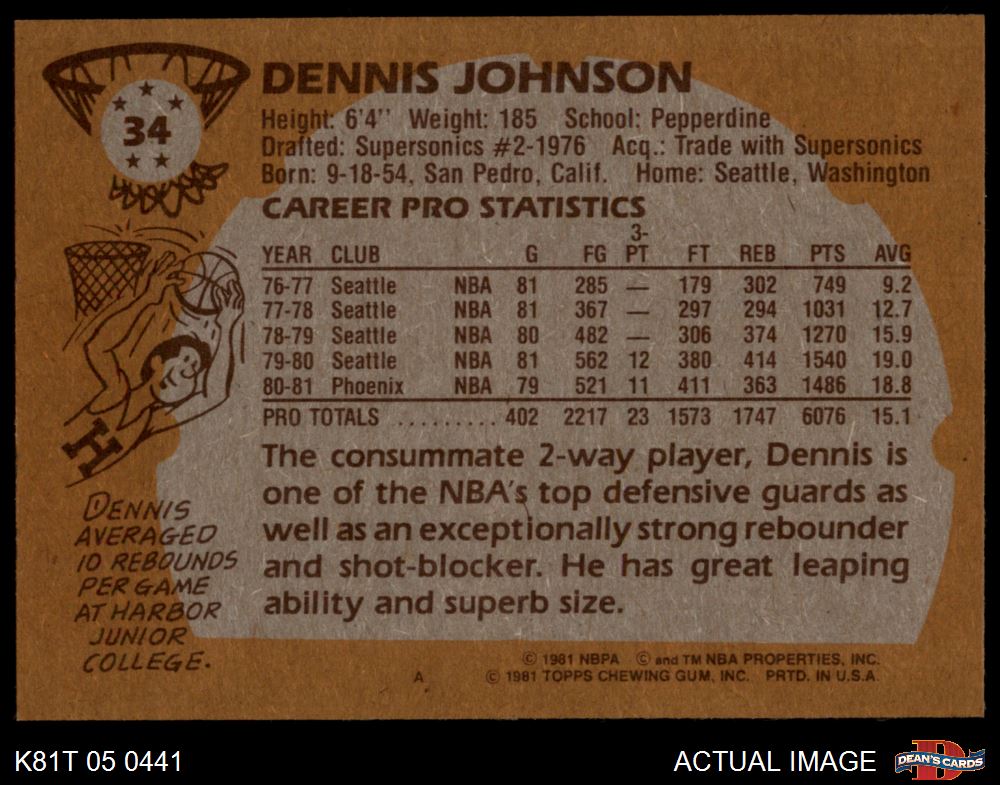 34
DENNIS JOHNSON
Height: 6'4'' Weight: 185 School: Pepperdine
Drafted: Supersonics #2-1976 Acq.: Trade with Supersonics
Born: 9-18-54, San Pedro, Calif. Home: Seattle, Washington
CAREER PRO STATISTICS
YEAR CLUB G FG 3-PT FT REB PTS AVG
76-77 Seattle NBA 81 285 — 179 302 749 9.2
77-78 Seattle NBA 81 367 — 297 294 1031 12.7
78-79 Seattle NBA 80 482 — 306 374 1270 15.9
79-80 Seattle NBA 81 562 12 380 414 1540 19.0
80-81 Phoenix NBA 79 521 11 411 363 1486 18.8
PRO TOTALS ......... 402 2217 23 1573 1747 6076 15.1
The consummate 2-way player, Dennis is
one of the NBA's top defensive guards as
well as an exceptionally strong rebounder
and shot-blocker. He has great leaping
ability and superb size.
H
DENNIS
AVERAGED
10 REBOUNDS
PER GAME
AT HARBOR
JUNIOR
COLLEGE.
© 1981 NBPA © and TM NBA PROPERTIES, INC.
A © 1981 TOPPS CHEWING GUM, INC. PRTD. IN U.S.A.
K81T 05 0441
ACTUAL IMAGE
D
DEAN'S CARDS